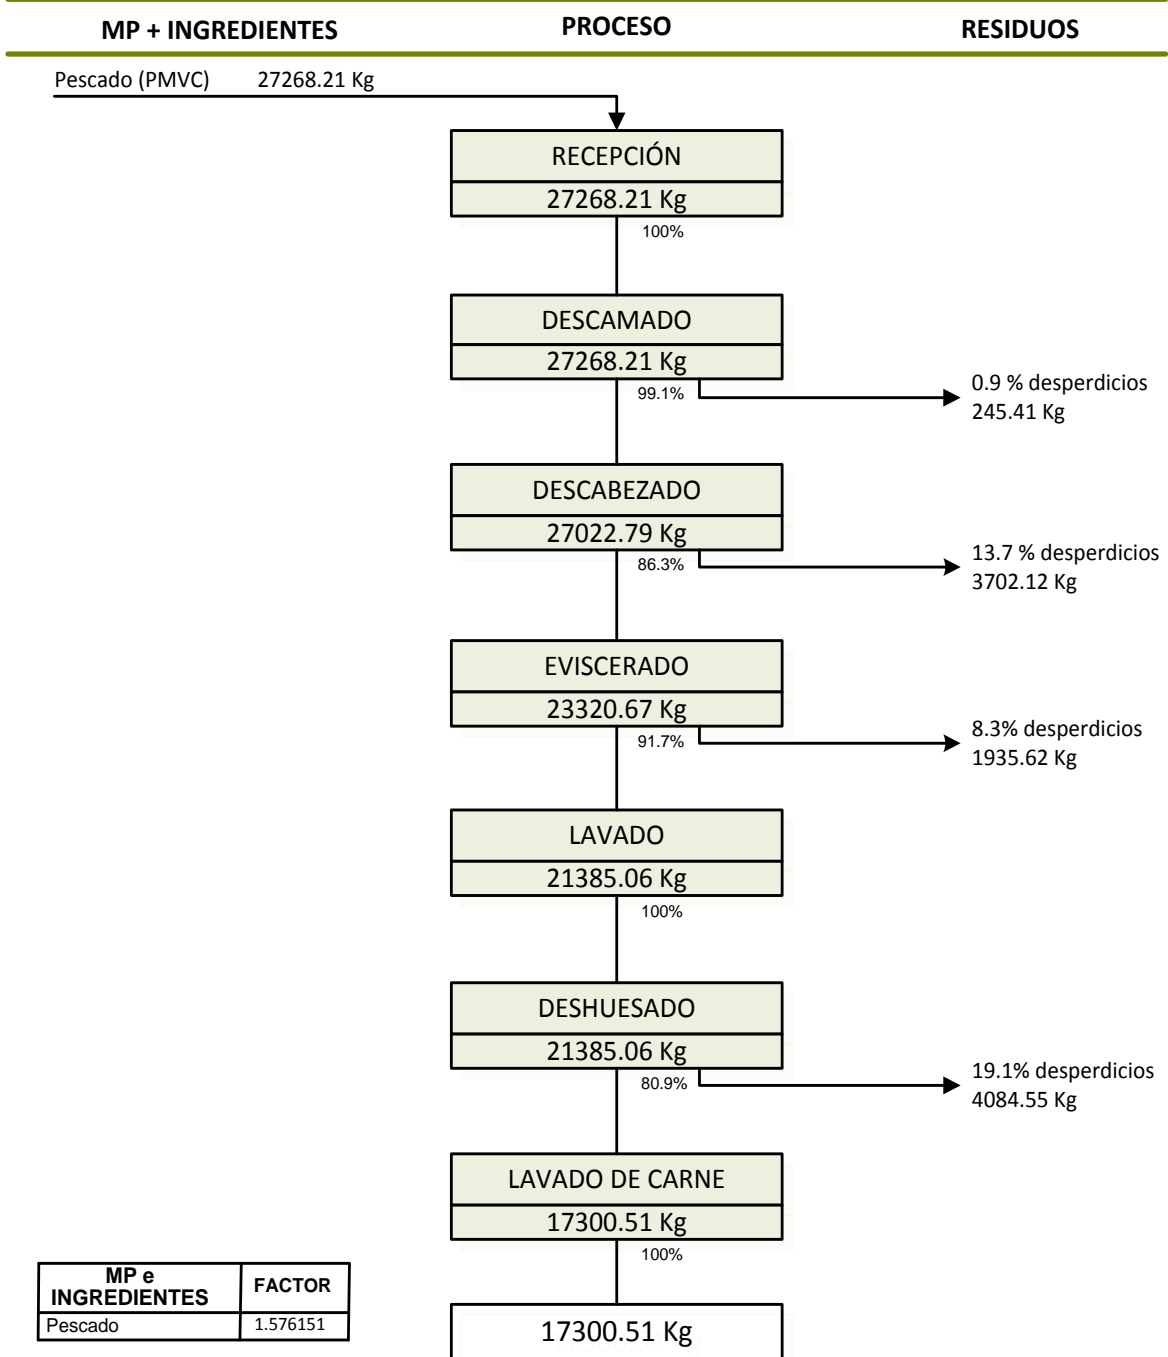 MP + INGREDIENTES PROCESO RESIDUOS
Pescado (PMVC) 27268.21 Kg
RECEPCIÓN
27268.21 Kg
100%
DESCAMADO
27268.21 Kg
99.1%
0.9 % desperdicios
245.41 Kg
DESCABEZADO
27022.79 Kg
86.3%
13.7 % desperdicios
3702.12 Kg
EVISCERADO
23320.67 Kg
91.7%
8.3% desperdicios
1935.62 Kg
LAVADO
21385.06 Kg
100%
DESHUESADO
21385.06 Kg
80.9%
19.1% desperdicios
4084.55 Kg
LAVADO DE CARNE
17300.51 Kg
100%
17300.51 Kg
MP e
INGREDIENTES FACTOR
Pescado 1.576151